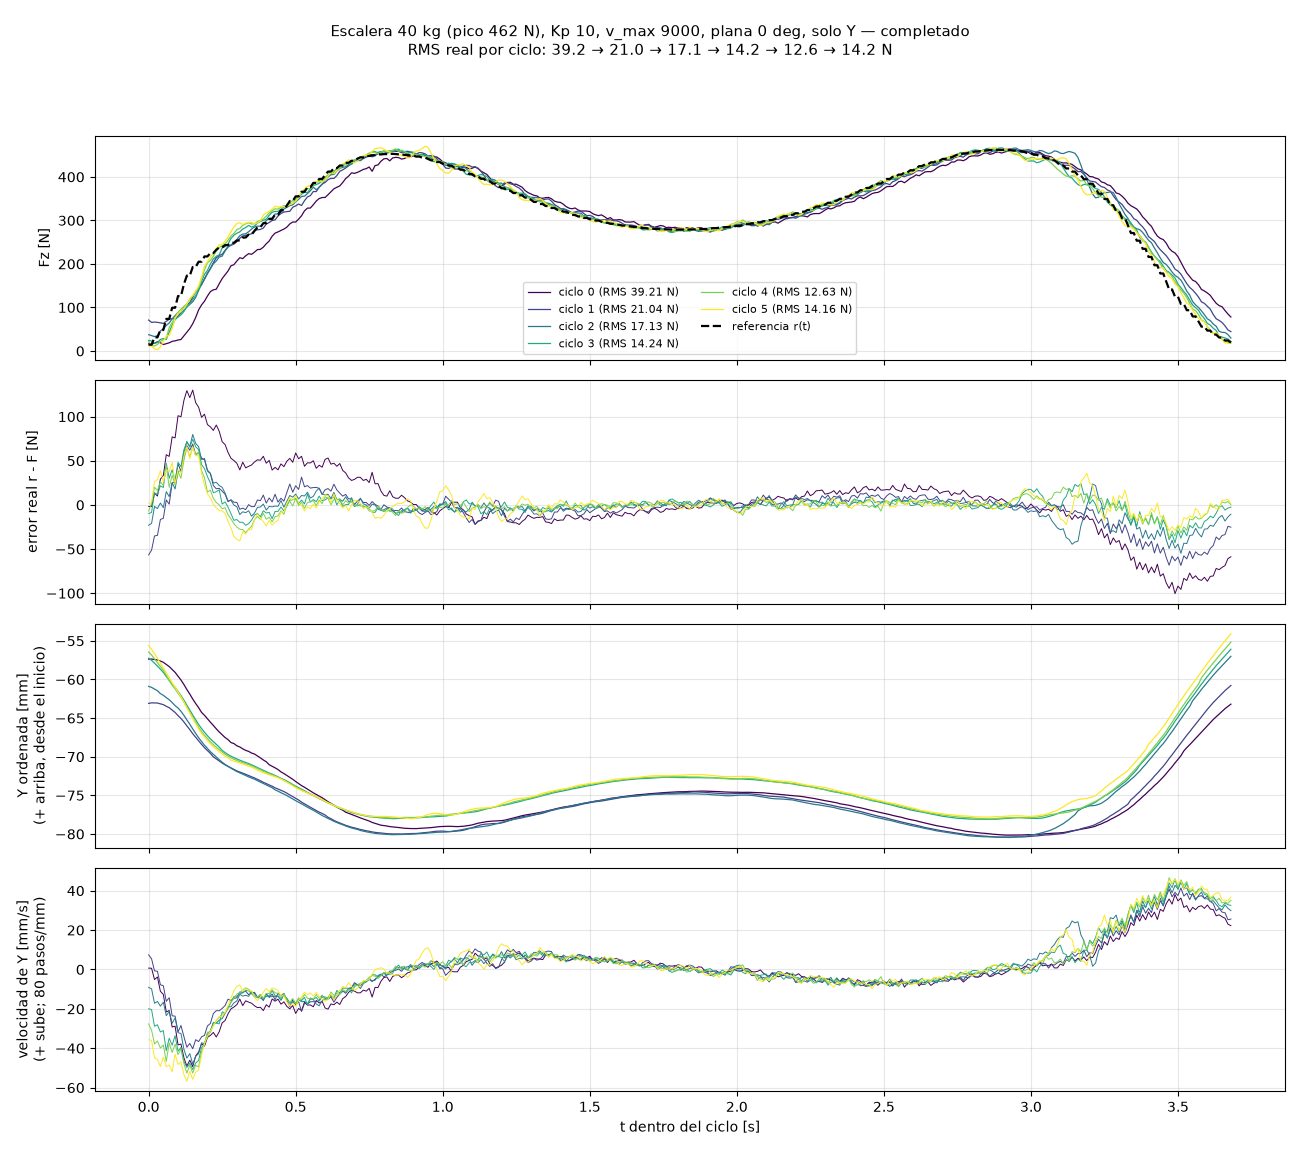 Escalera 40 kg (pico 462 N), Kp 10, v_max 9000, plana 0 deg, solo Y — completado
RMS real por ciclo: 39.2 → 21.0 → 17.1 → 14.2 → 12.6 → 14.2 N
Fz [N]
400
300
200
100
0
ciclo 0 (RMS 39.21 N)
ciclo 1 (RMS 21.04 N)
ciclo 2 (RMS 17.13 N)
ciclo 3 (RMS 14.24 N)
ciclo 4 (RMS 12.63 N)
ciclo 5 (RMS 14.16 N)
referencia r(t)
error real r - F [N]
100
50
0
−50
−100
Y ordenada [mm]
(+ arriba, desde el inicio)
−55
−60
−65
−70
−75
−80
velocidad de Y [mm/s]
(+ sube; 80 pasos/mm)
40
20
0
−20
−40
−60
0.0 0.5 1.0 1.5 2.0 2.5 3.0 3.5
t dentro del ciclo [s]